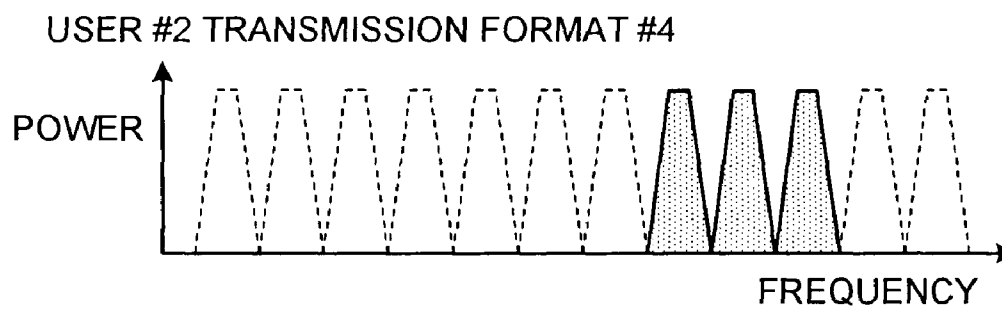 USER #2 TRANSMISSION FORMAT #4
POWER
FREQUENCY